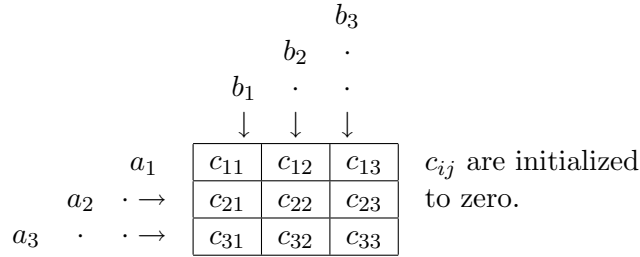 b₃
b₂ ·
b₁ · ·
↓ ↓ ↓
a₁ c₁₁ c₁₂ c₁₃ cᵢⱼ are initialized
a₂ · → c₂₁ c₂₂ c₂₃ to zero.
a₃ · · → c₃₁ c₃₂ c₃₃